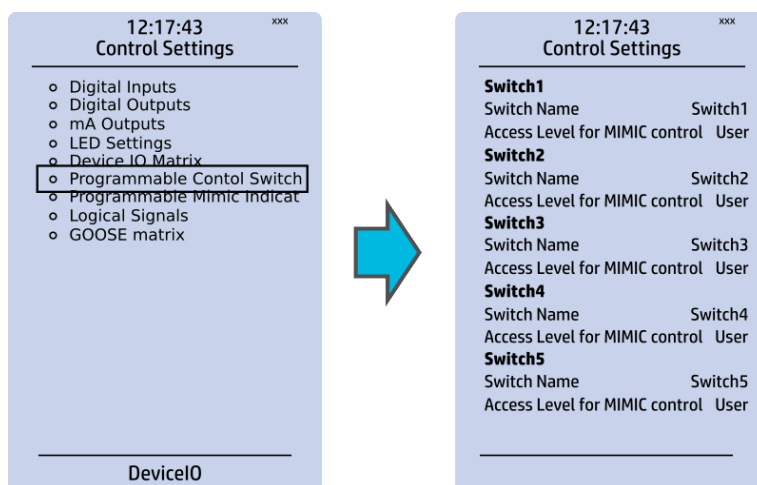 12:17:43 xxx
Control Settings
Digital Inputs
Digital Outputs
mA Outputs
LED Settings
Device IO Matrix
Programmable Contol Switch
Programmable Mimic Indicat
Logical Signals
GOOSE matrix
DeviceIO
12:17:43 xxx
Control Settings
Switch1
Switch Name Switch1
Access Level for MIMIC control User
Switch2
Switch Name Switch2
Access Level for MIMIC control User
Switch3
Switch Name Switch3
Access Level for MIMIC control User
Switch4
Switch Name Switch4
Access Level for MIMIC control User
Switch5
Switch Name Switch5
Access Level for MIMIC control User